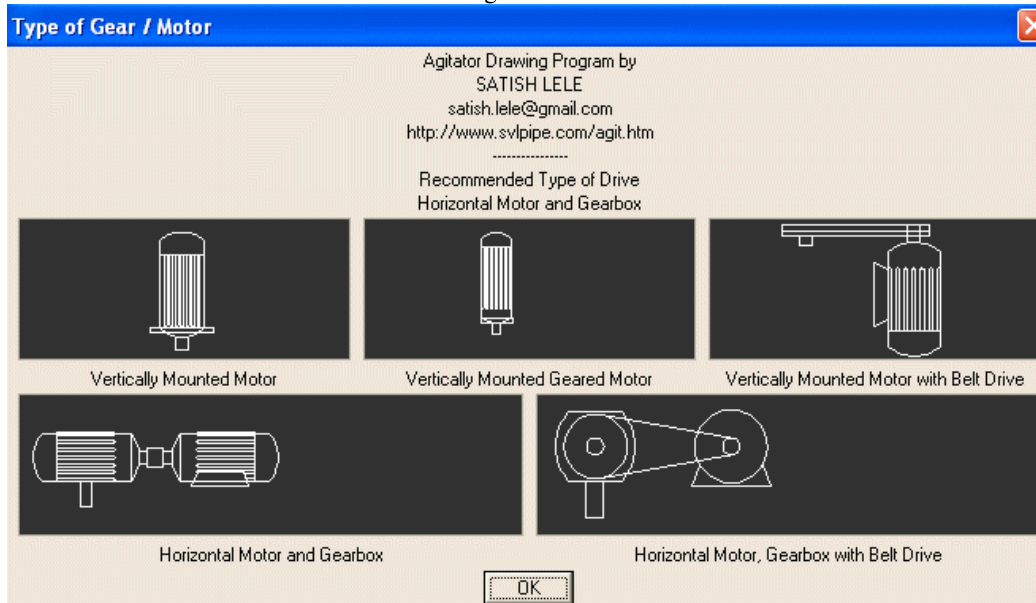 Type of Gear / Motor
Agitator Drawing Program by
SATISH LELE
satish.lele@gmail.com
http://www.svlpipe.com/agit.htm
----------------
Recommended Type of Drive
Horizontal Motor and Gearbox
Vertically Mounted Motor
Vertically Mounted Geared Motor
Vertically Mounted Motor with Belt Drive
Horizontal Motor and Gearbox
Horizontal Motor, Gearbox with Belt Drive
OK